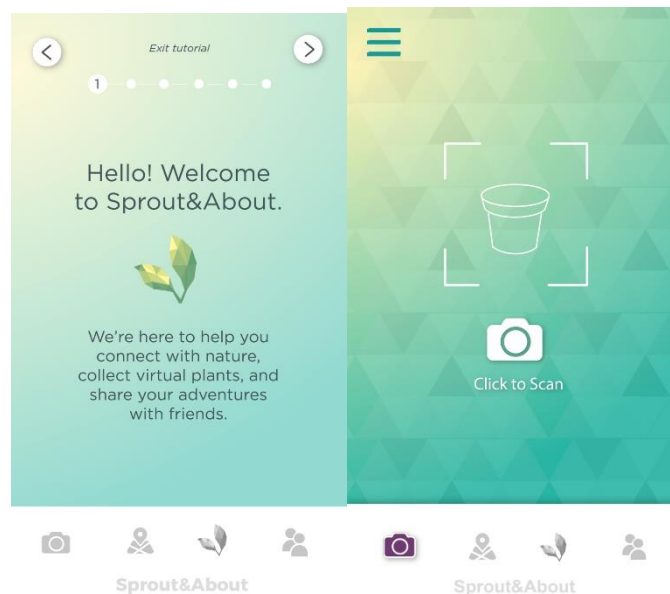 Exit tutorial
1
Hello! Welcome
to Sprout&About.
We're here to help you
connect with nature,
collect virtual plants, and
share your adventures
with friends.
Sprout&About
Click to Scan
Sprout&About